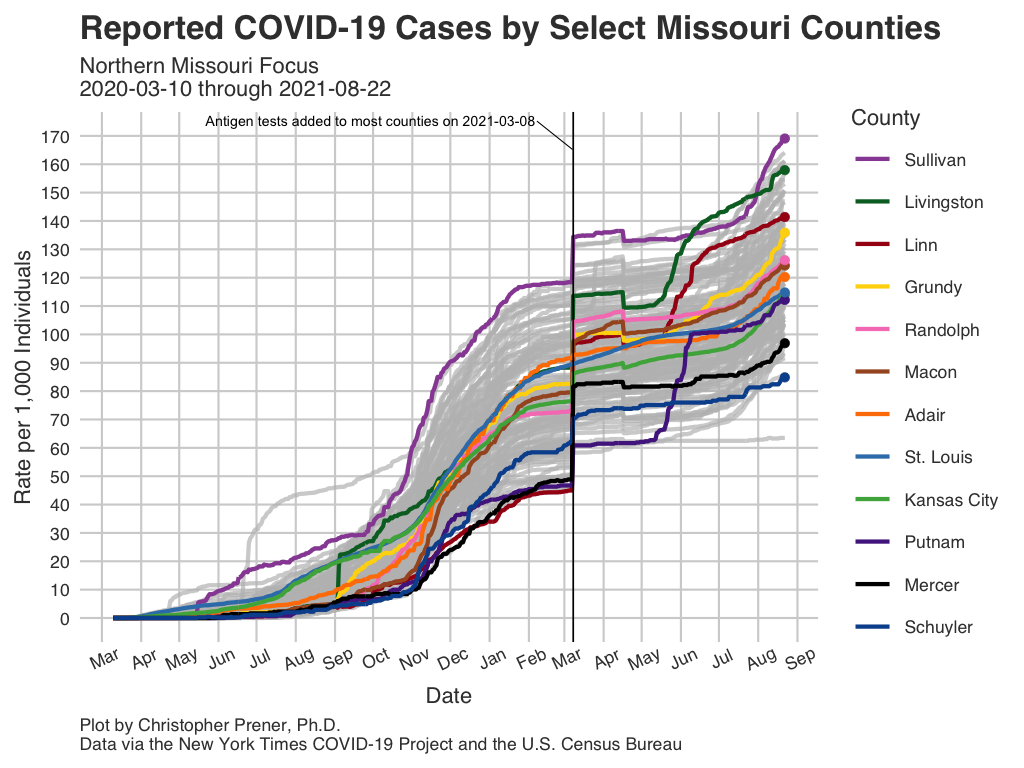 Reported COVID-19 Cases by Select Missouri Counties
Northern Missouri Focus
2020-03-10 through 2021-08-22
Antigen tests added to most counties on 2021-03-08
Rate per 1,000 Individuals
170
160
150
140
130
120
110
100
90
80
70
60
50
40
30
20
10
0
Mar Apr May Jun Jul Aug Sep Oct Nov Dec Jan Feb Mar Apr May Jun Jul Aug Sep
Date
County
Sullivan
Livingston
Linn
Grundy
Randolph
Macon
Adair
St. Louis
Kansas City
Putnam
Mercer
Schuyler
Plot by Christopher Prener, Ph.D.
Data via the New York Times COVID-19 Project and the U.S. Census Bureau